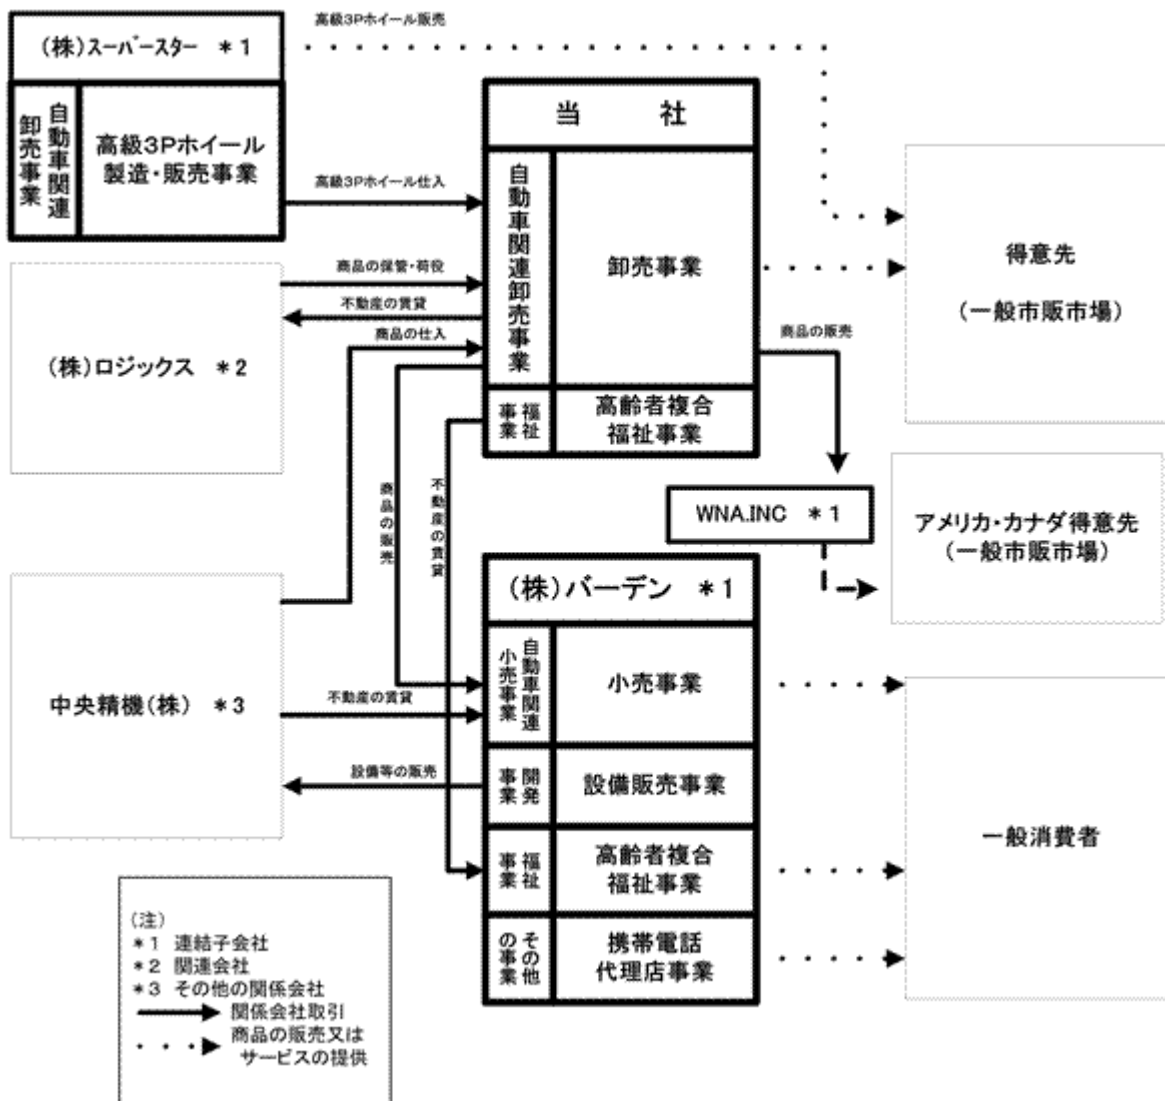 高級3Pホイール販売
(株)スーパースター ＊1
自動車関連
卸売事業
高級3Pホイール
製造・販売事業
高級3Pホイール仕入
当 社
自動車関連卸売事業
卸売事業
福祉
事業
高齢者複合
福祉事業
得意先
(一般市販市場)
商品の保管・荷役
不動産の賃貸
商品の仕入
(株)ロジックス ＊2
商品の販売
商品の販売
不動産の賃貸
WNA.INC ＊1
アメリカ・カナダ得意先
(一般市販市場)
(株)バーデン ＊1
自動車関連
小売事業
小売事業
開発
事業
設備販売事業
福祉
事業
高齢者複合
福祉事業
その他
の事業
携帯電話
代理店事業
中央精機(株) ＊3
不動産の賃貸
設備等の販売
一般消費者
(注)
＊1 連結子会社
＊2 関連会社
＊3 その他の関係会社
関係会社取引
商品の販売又は
サービスの提供